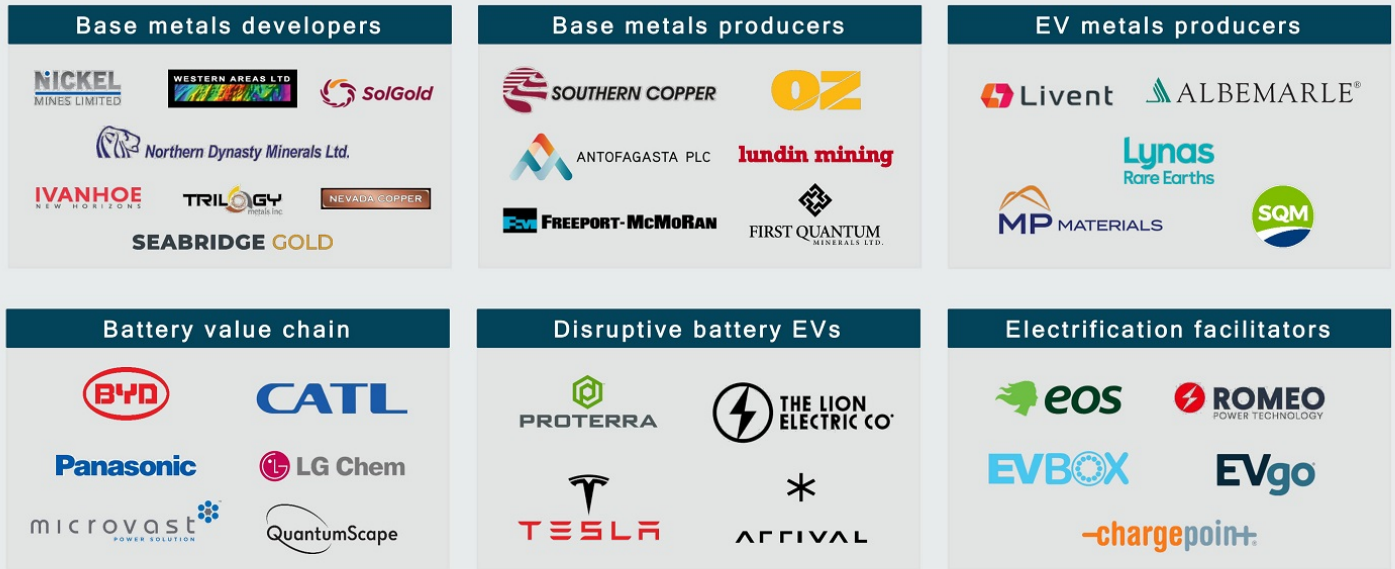 Base metals developers
NICKEL
MINES LIMITED
WESTERN AREAS LTD
SolGold
Northern Dynasty Minerals Ltd.
IVANHOE
NEW HORIZONS
TRILOGY
metals inc
NEVADA COPPER
SEABRIDGE GOLD
Base metals producers
SOUTHERN COPPER
OZ
ANTOFAGASTA PLC
lundin mining
FREEPORT-McMoRAN
FIRST QUANTUM
MINERALS LTD.
EV metals producers
Livent
ALBEMARLE®
Lynas
Rare Earths
MP MATERIALS
SQM
Battery value chain
BYD
CATL
Panasonic
LG LG Chem
microvast
POWER SOLUTION
QuantumScape
Disruptive battery EVs
PROTERRA
THE LION
ELECTRIC CO
TESLA
ARRIVAL
Electrification facilitators
eos
ROMEO
POWER TECHNOLOGY
EVBOX
EVgo
chargepoint